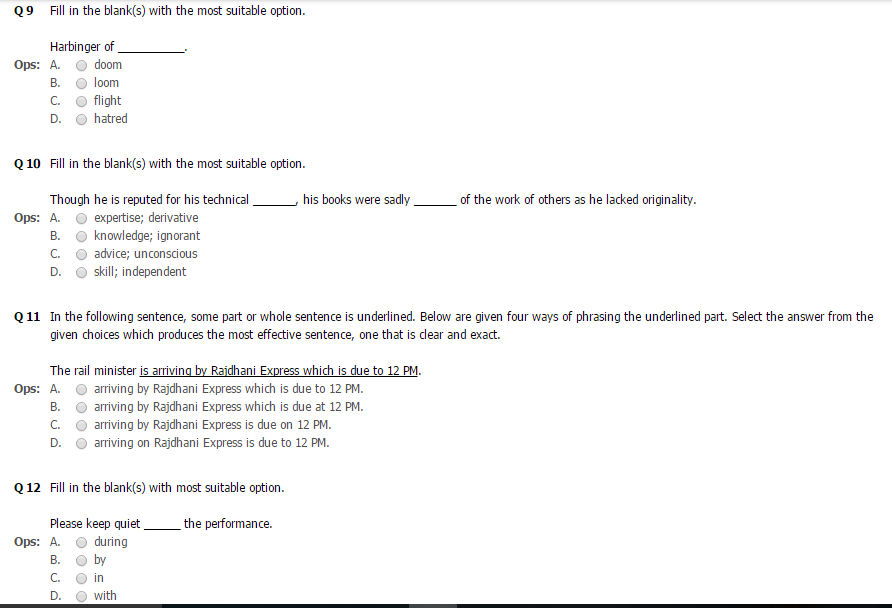 Q 9 Fill in the blank(s) with the most suitable option.
Harbinger of __________.
Ops: A. doom
B. loom
C. flight
D. hatred
Q 10 Fill in the blank(s) with the most suitable option.
Though he is reputed for his technical _______, his books were sadly _______ of the work of others as he lacked originality.
Ops: A. expertise; derivative
B. knowledge; ignorant
C. advice; unconscious
D. skill; independent
Q 11 In the following sentence, some part or whole sentence is underlined. Below are given four ways of phrasing the underlined part. Select the answer from the
given choices which produces the most effective sentence, one that is clear and exact.
The rail minister is arriving by Rajdhani Express which is due to 12 PM.
Ops: A. arriving by Rajdhani Express which is due to 12 PM.
B. arriving by Rajdhani Express which is due at 12 PM.
C. arriving by Rajdhani Express is due on 12 PM.
D. arriving on Rajdhani Express is due to 12 PM.
Q 12 Fill in the blank(s) with most suitable option.
Please keep quiet ______ the performance.
Ops: A. during
B. by
C. in
D. with